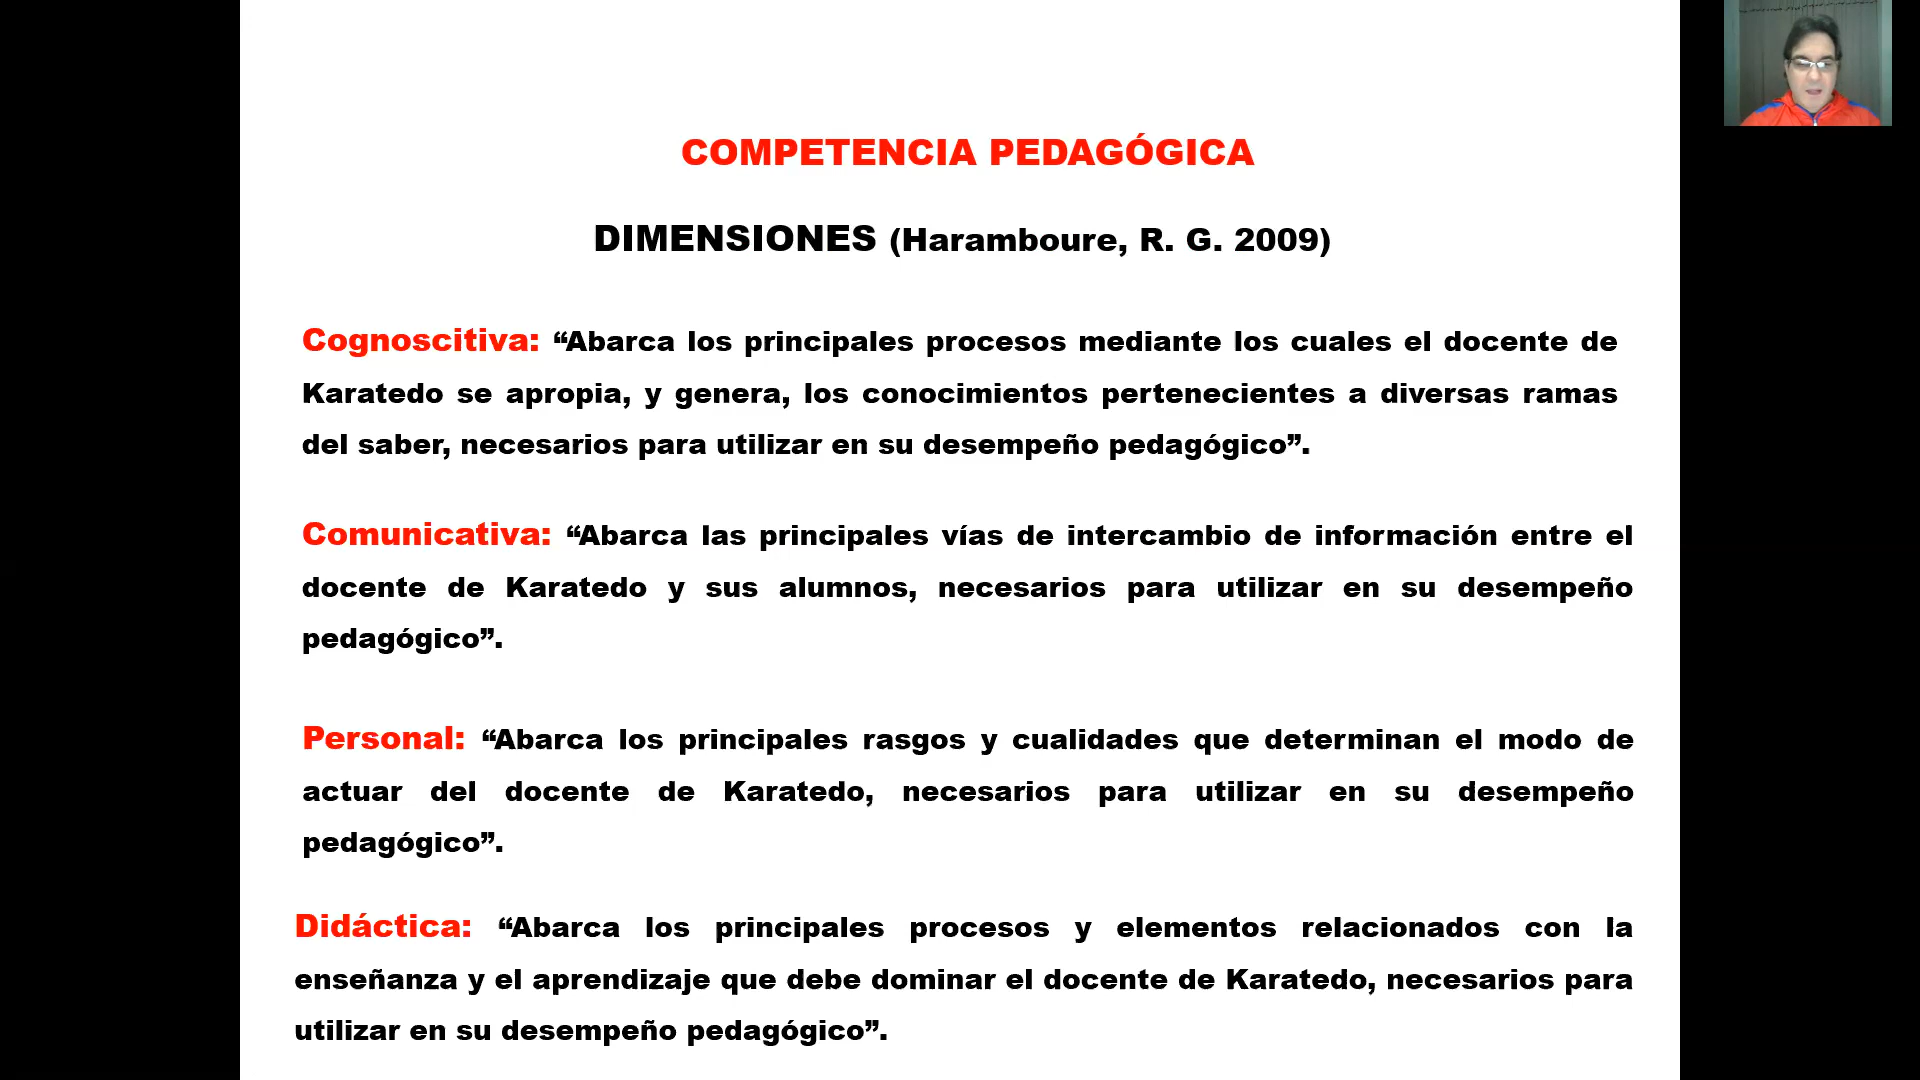 COMPETENCIA PEDAGÓGICA
DIMENSIONES (Haramboure, R. G. 2009)
Cognoscitiva: “Abarca los principales procesos mediante los cuales el docente de
Karatedo se apropia, y genera, los conocimientos pertenecientes a diversas ramas
del saber, necesarios para utilizar en su desempeño pedagógico”.
Comunicativa: “Abarca las principales vías de intercambio de información entre el
docente de Karatedo y sus alumnos, necesarios para utilizar en su desempeño
pedagógico”.
Personal: “Abarca los principales rasgos y cualidades que determinan el modo de
actuar del docente de Karatedo, necesarios para utilizar en su desempeño
pedagógico”.
Didáctica: “Abarca los principales procesos y elementos relacionados con la
enseñanza y el aprendizaje que debe dominar el docente de Karatedo, necesarios para
utilizar en su desempeño pedagógico”.